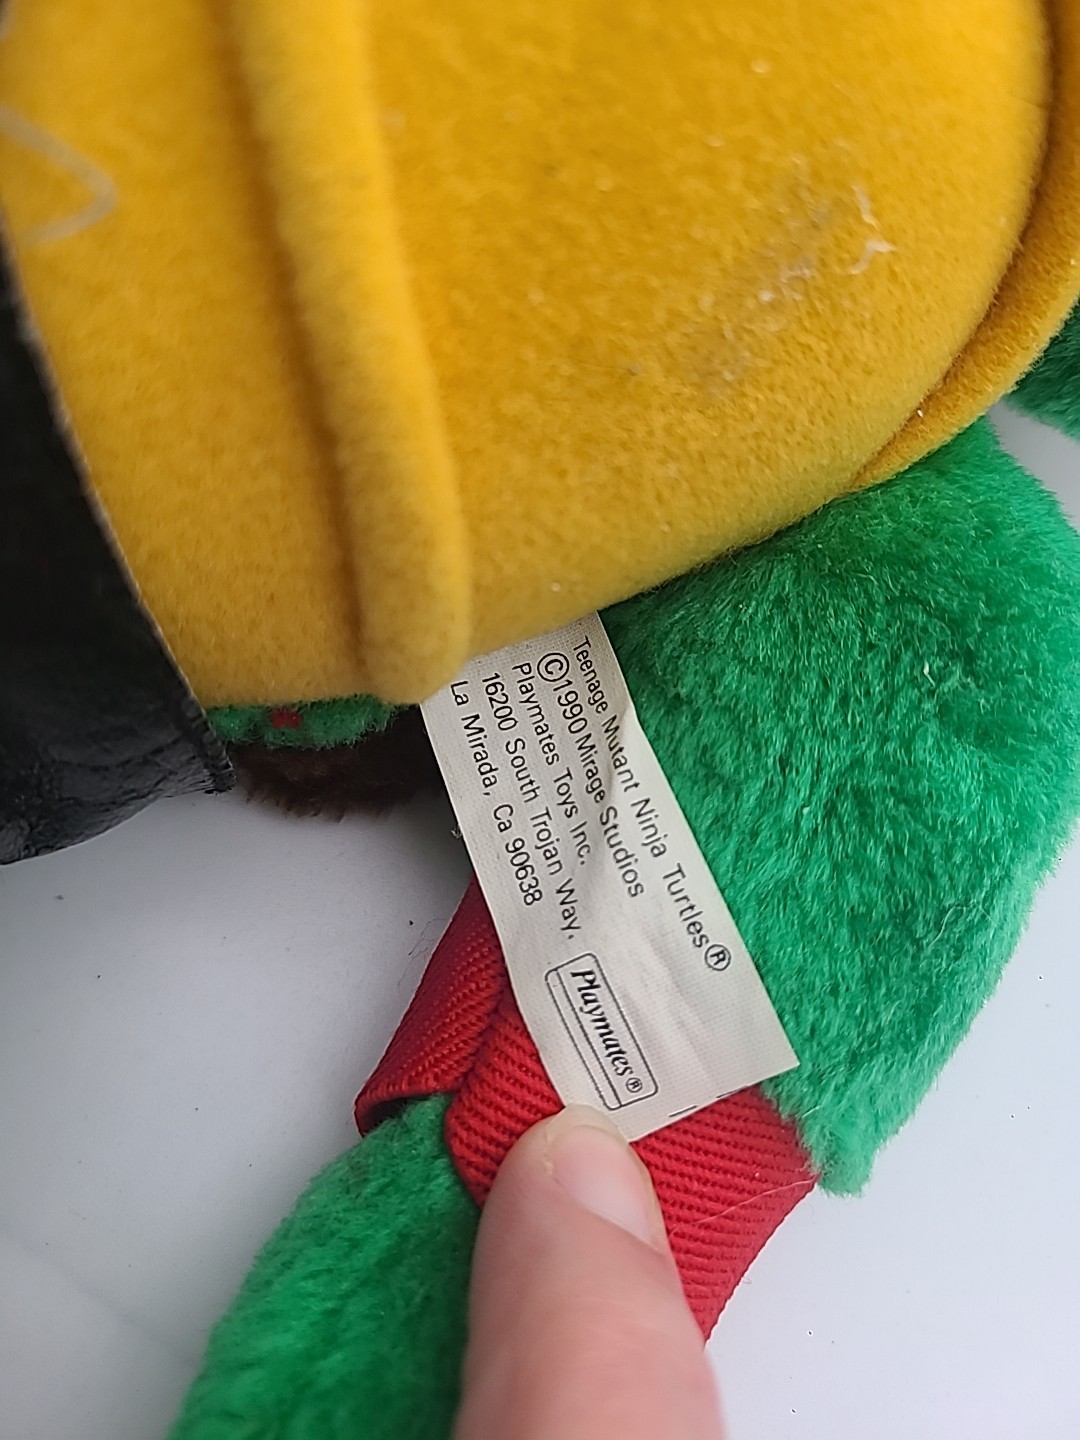 Teenage Mutant Ninja Turtles®
©1990 Mirage Studios
Playmates Toys Inc.
16200 South Trojan Way,
La Mirada, Ca 90638
Playmates®